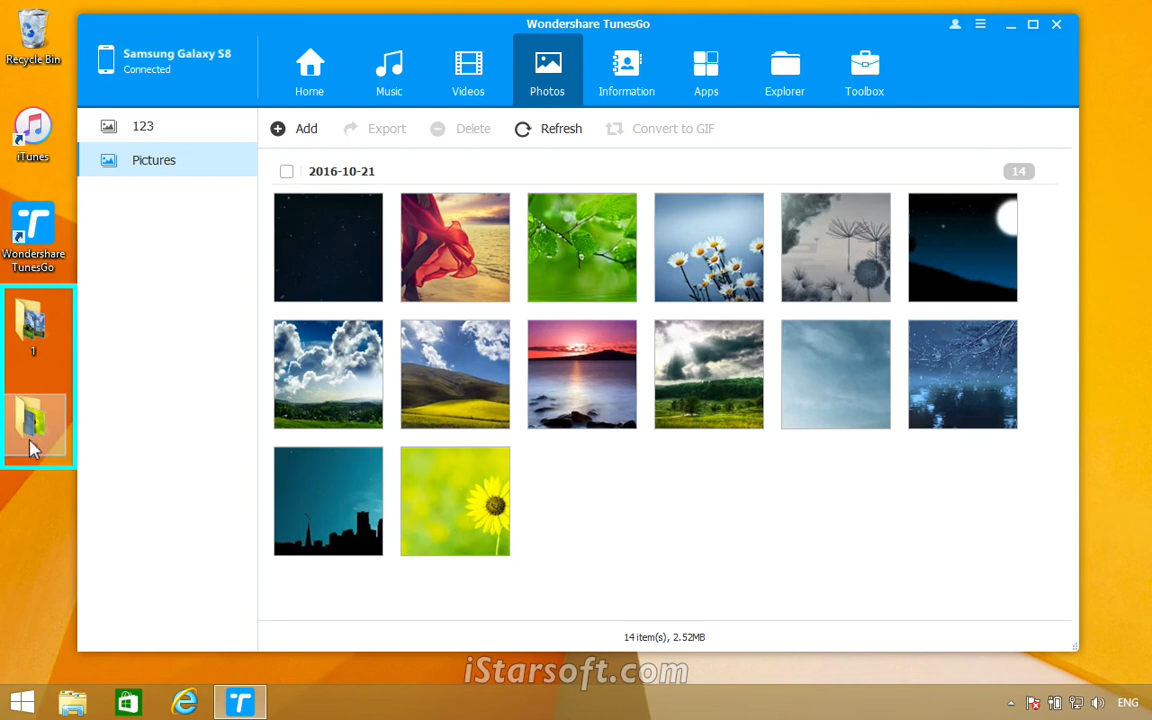 Recycle Bin
iTunes
Wondershare
TunesGo
1
Wondershare TunesGo
Samsung Galaxy S8
Connected
Home
Music
Videos
Photos
Information
Apps
Explorer
Toolbox
123
Pictures
Add
Export
Delete
Refresh
Convert to GIF
2016-10-21
14
14 item(s), 2.52MB
iStarsoft.com
ENG